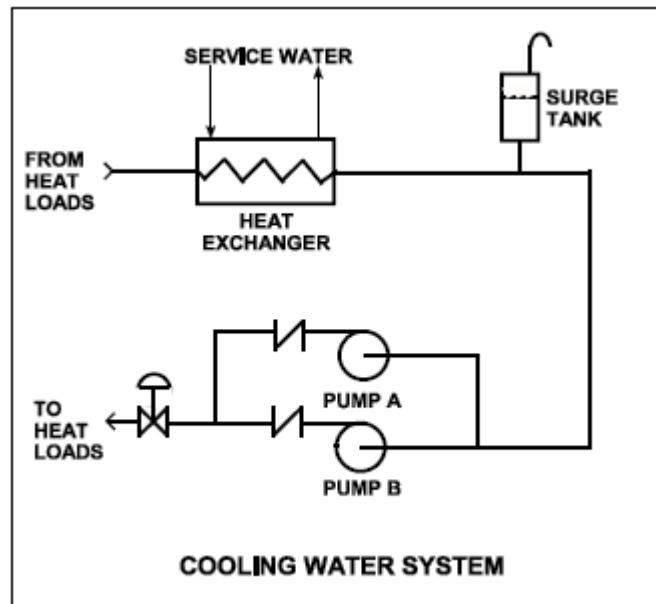 SERVICE WATER
SURGE
TANK
FROM
HEAT
LOADS
HEAT
EXCHANGER
PUMP A
TO
HEAT
LOADS
PUMP B
COOLING WATER SYSTEM